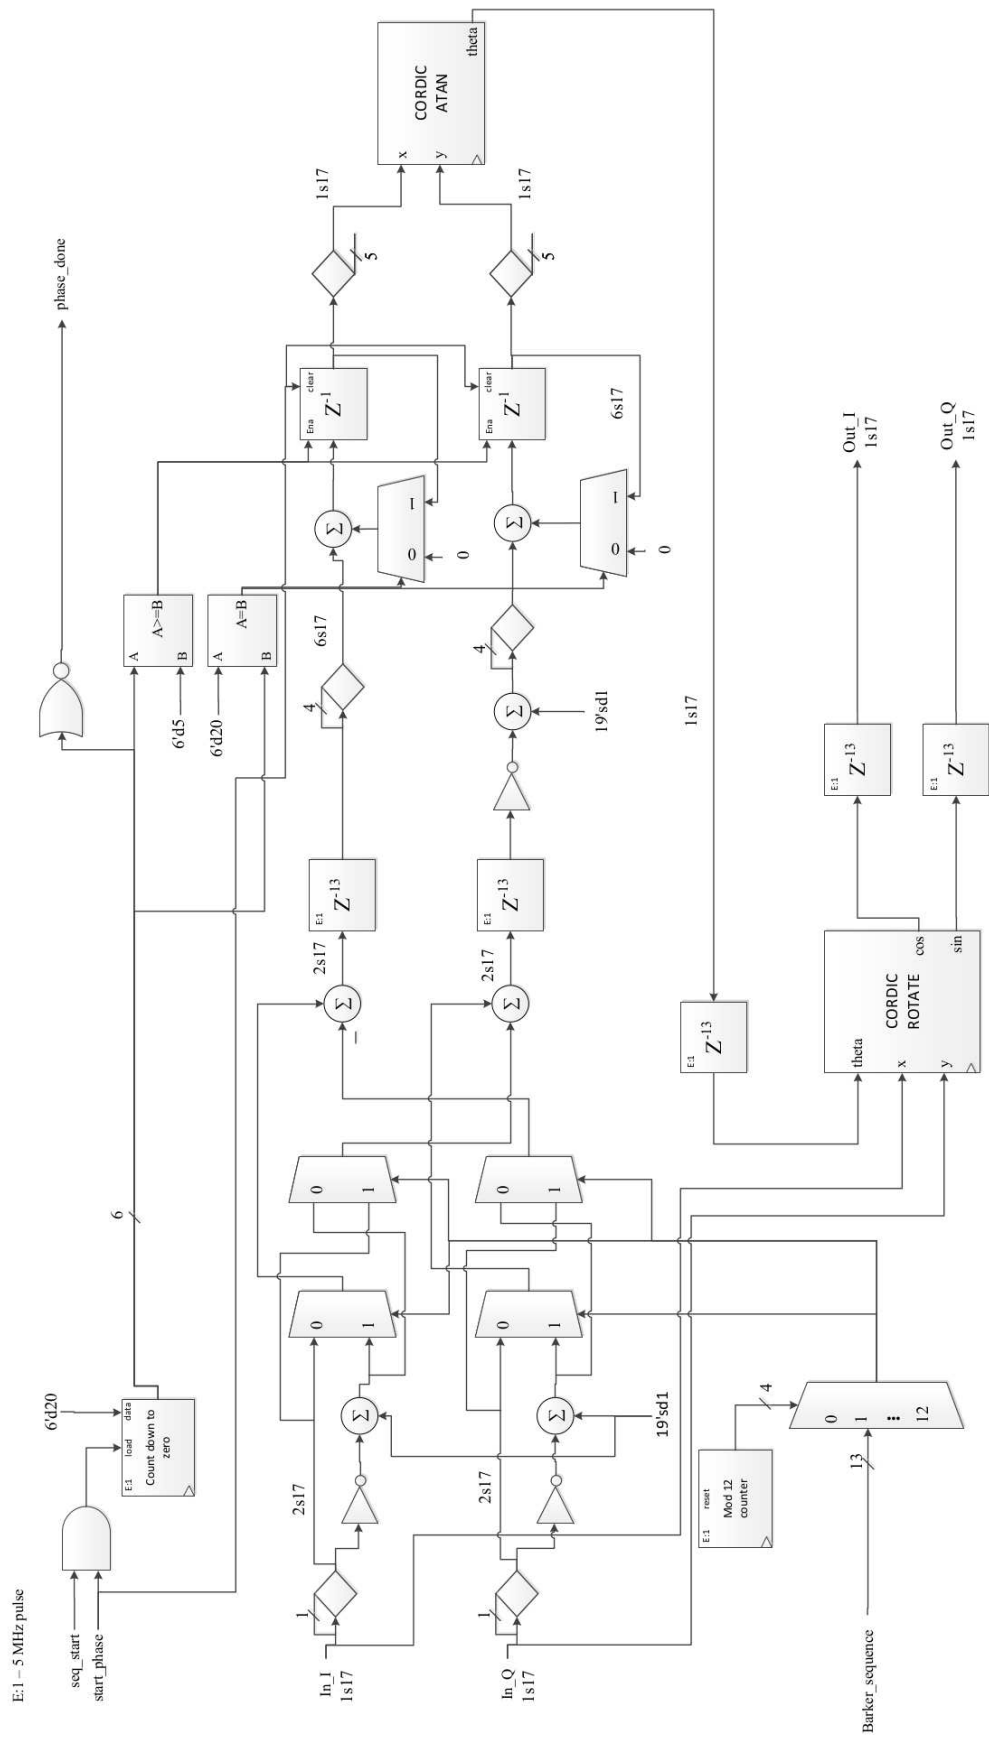 E:1 – 5 MHz pulse
seq_start
start_phase
6'd20
E:1 load data
Count down to
zero
6
phase_done
A
A>=B
B
6'd5
A
A=B
B
6'd20
In_I
1s17
1
2s17
Σ
0
1
0
1
Σ
–
2s17
E:1
Z-13
4
6s17
Σ
0
1
0
Ena
clear
Z-1
5
1s17
In_Q
1s17
1
2s17
Σ
19'sd1
0
1
0
1
Σ
2s17
E:1
Z-13
Σ
19'sd1
4
Σ
0
1
0
6s17
Ena
clear
Z-1
5
1s17
x
y
CORDIC
ATAN
theta
1s17
E:1
Z-13
E:1 reset
Mod 12
counter
4
0
1
12
13
Barker_sequence
theta
x
y
CORDIC
ROTATE
cos
sin
E:1
Z-13
Out_I
1s17
E:1
Z-13
Out_Q
1s17